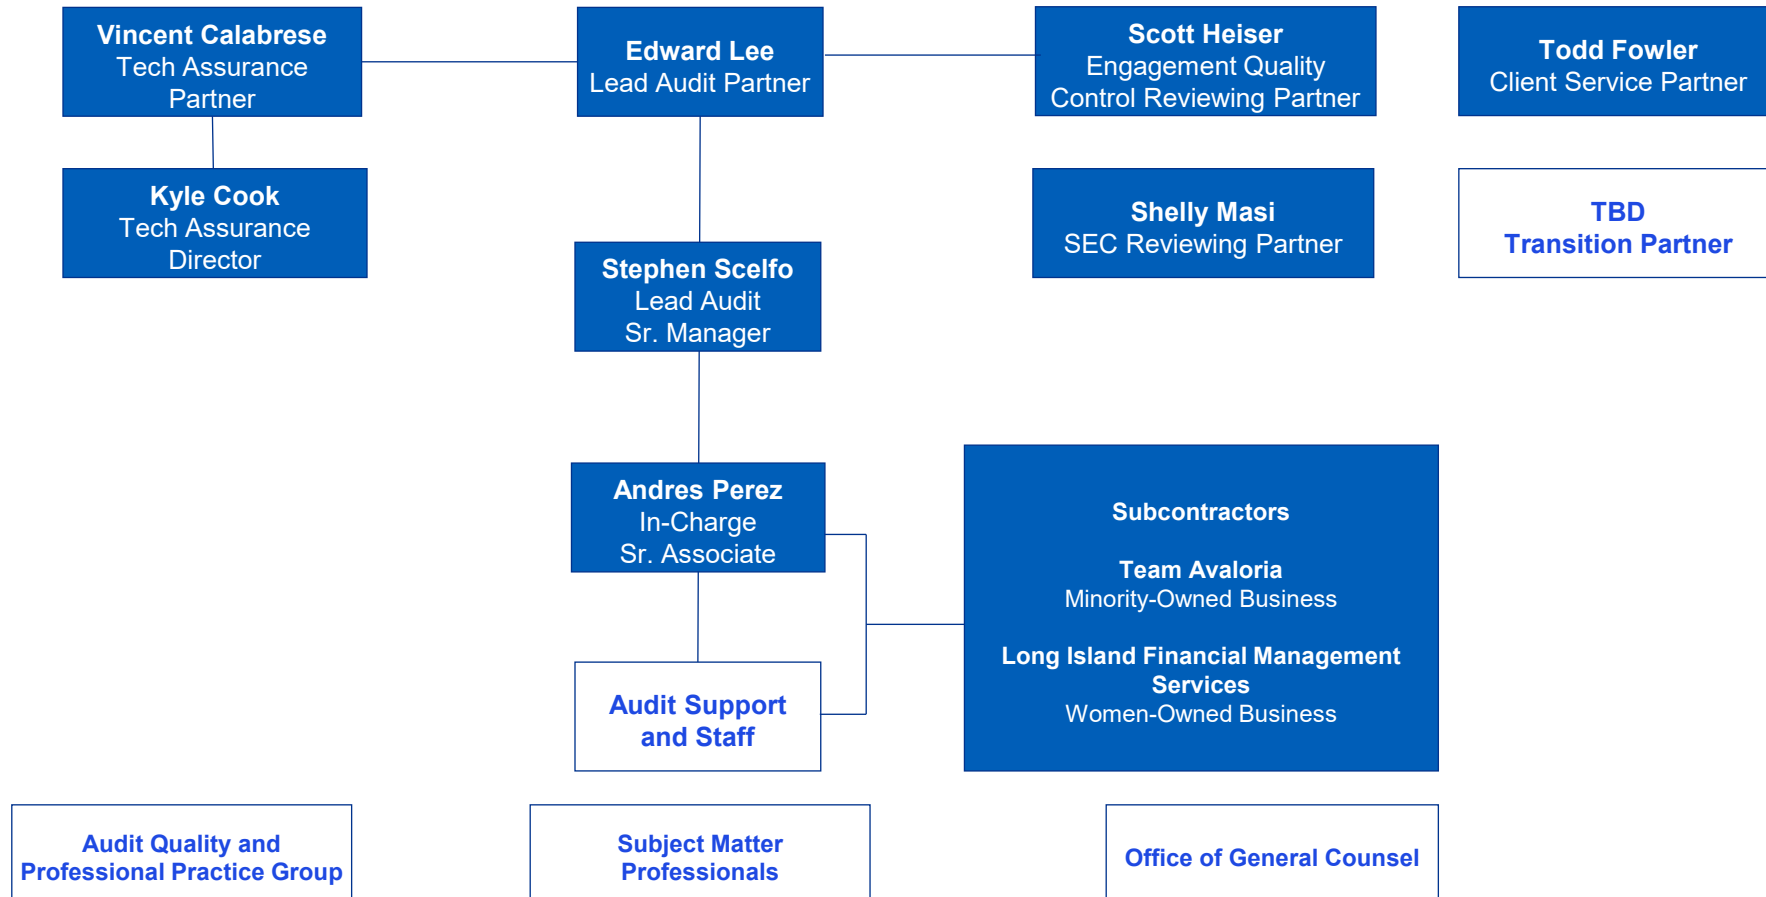 Vincent Calabrese
Tech Assurance
Partner
Edward Lee
Lead Audit Partner
Scott Heiser
Engagement Quality
Control Reviewing Partner
Todd Fowler
Client Service Partner
Kyle Cook
Tech Assurance
Director
Shelly Masi
SEC Reviewing Partner
TBD
Transition Partner
Stephen Scelfo
Lead Audit
Sr. Manager
Andres Perez
In-Charge
Sr. Associate
Subcontractors
Team Avaloria
Minority-Owned Business
Long Island Financial Management
Services
Women-Owned Business
Audit Support
and Staff
Audit Quality and
Professional Practice Group
Subject Matter
Professionals
Office of General Counsel